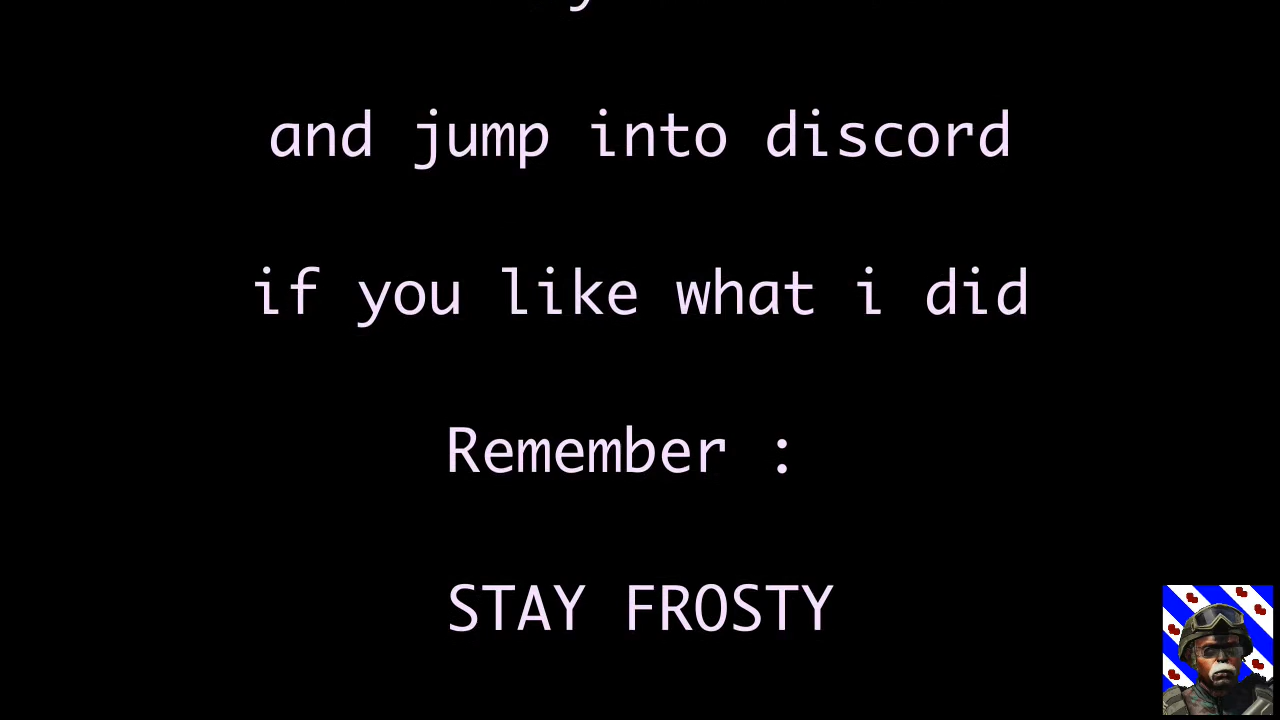 and jump into discord
if you like what i did
Remember :
STAY FROSTY